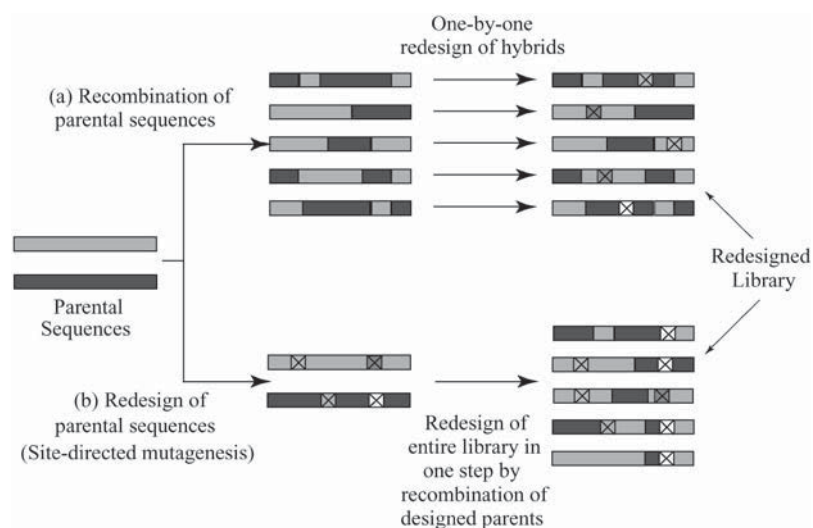 One-by-one
redesign of hybrids
(a) Recombination of
parental sequences
Parental
Sequences
Redesigned
Library
(b) Redesign of
parental sequences
(Site-directed mutagenesis)
Redesign of
entire library in
one step by
recombination of
designed parents